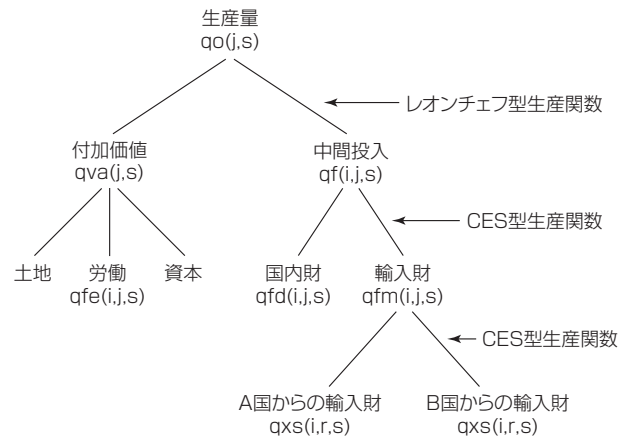 生産量
qo(j,s)
レオンチェフ型生産関数
付加価値
qva(j,s)
中間投入
qf(i,j,s)
CES型生産関数
土地
労働
qfe(i,j,s)
資本
国内財
qfd(i,j,s)
輸入財
qfm(i,j,s)
CES型生産関数
A国からの輸入財
qxs(i,r,s)
B国からの輸入財
qxs(i,r,s)